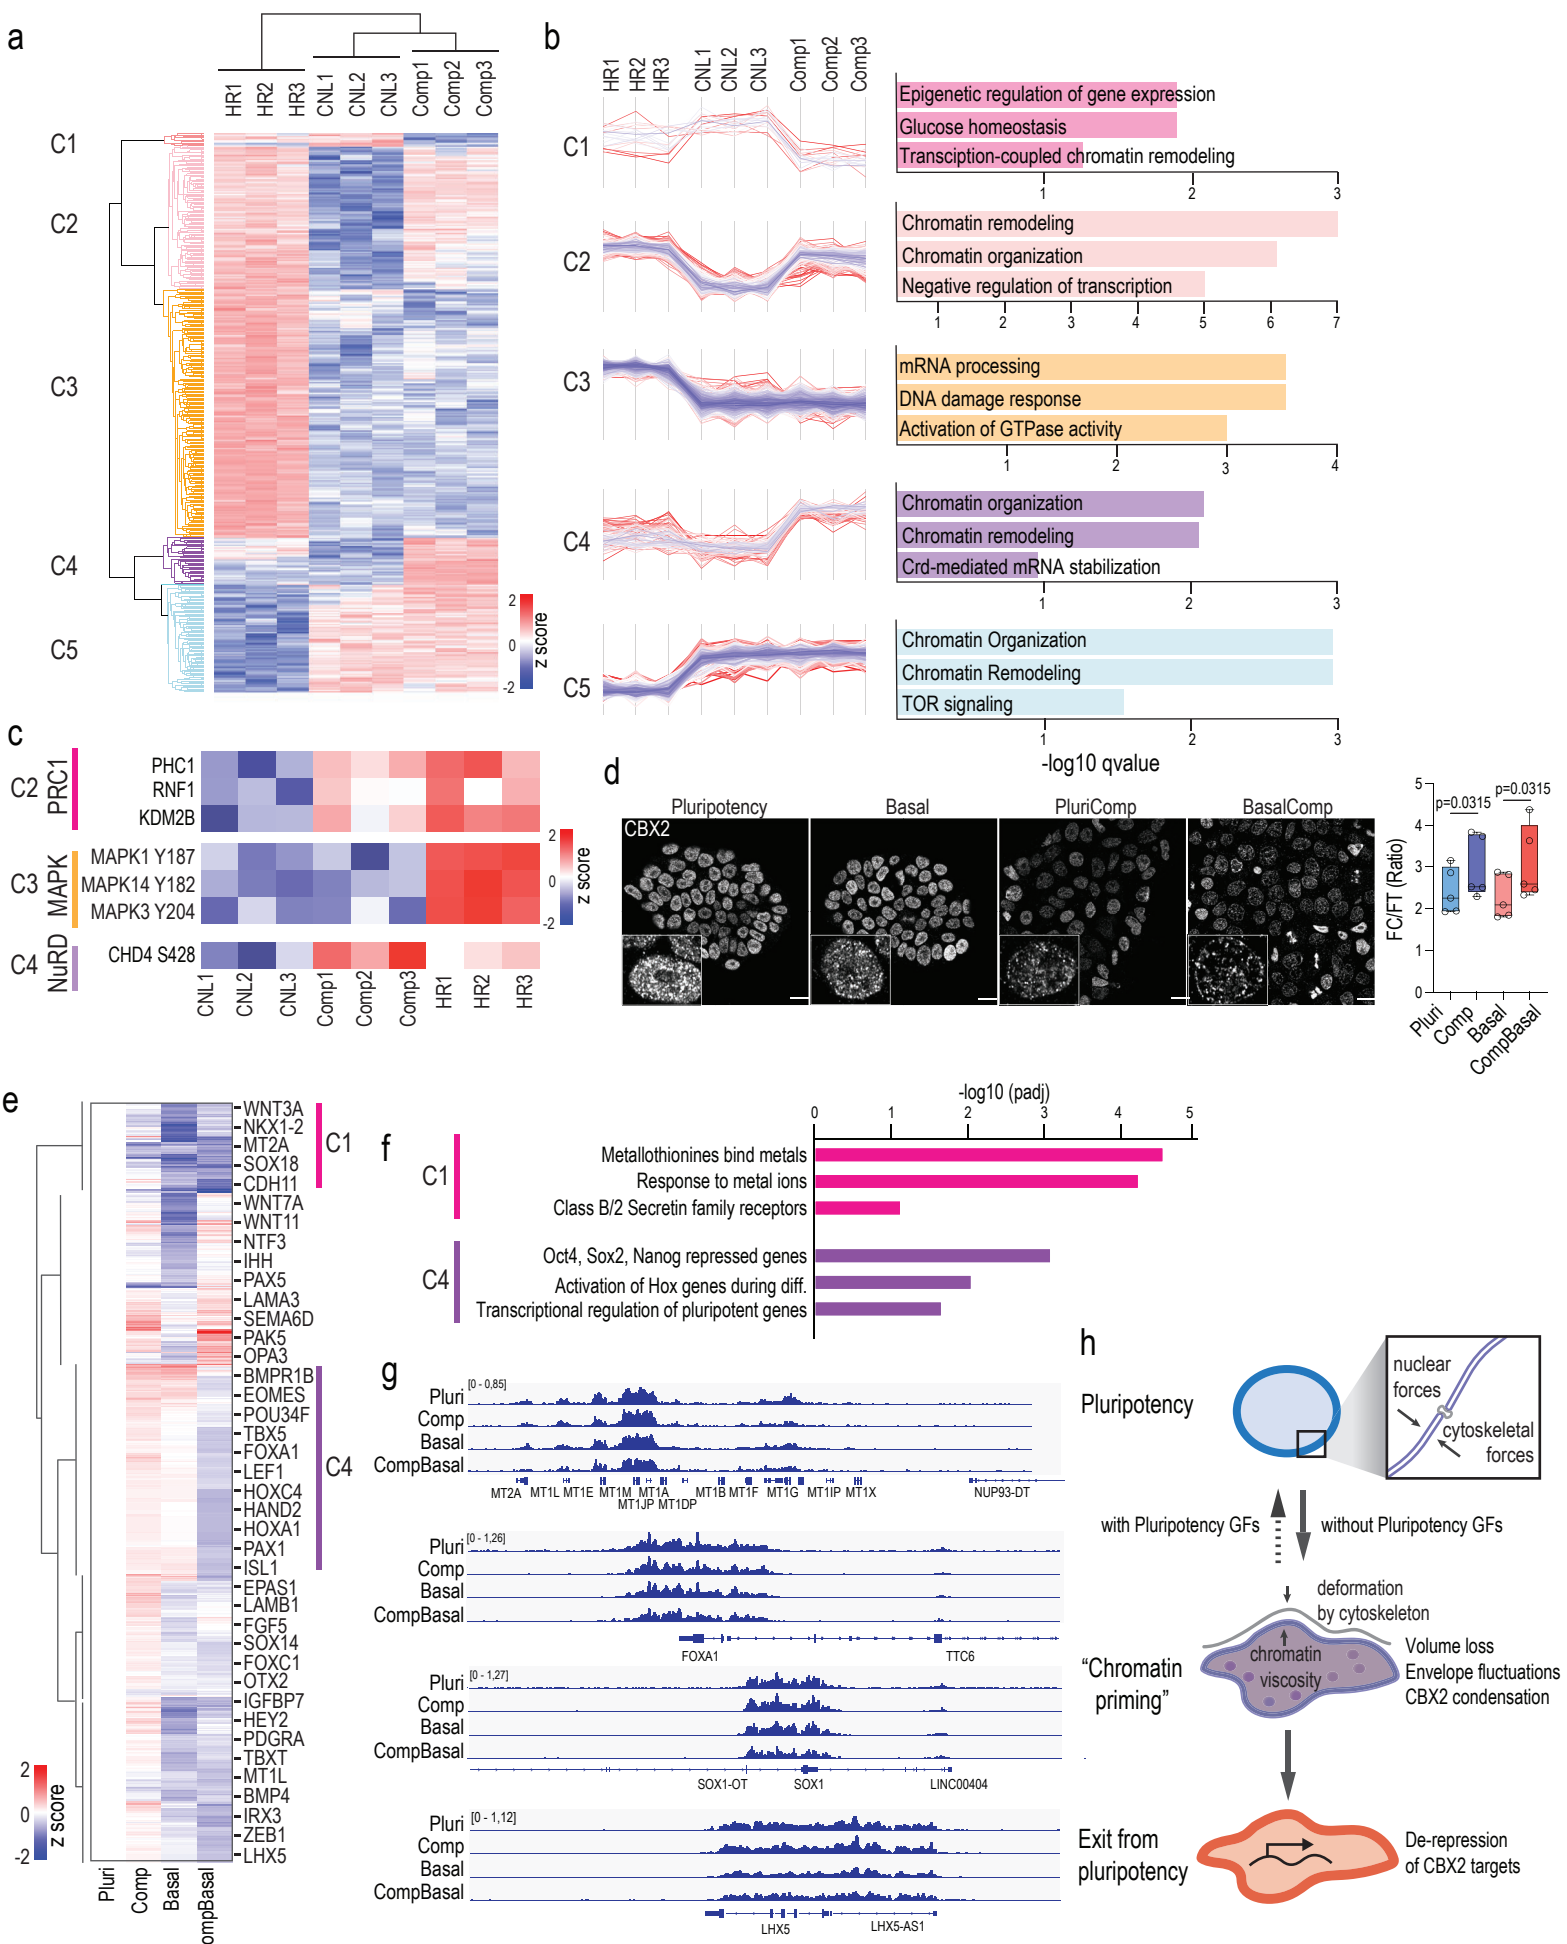 a
HR1
HR2
HR3
CNL1
CNL2
CNL3
Comp1
Comp2
Comp3
C1
C2
C3
C4
C5
2
0
-2
z score
b
HR1
HR2
HR3
CNL1
CNL2
CNL3
Comp1
Comp2
Comp3
C1
Epigenetic regulation of gene expression
Glucose homeostasis
Transciption-coupled chromatin remodeling
1 2 3
C2
Chromatin remodeling
Chromatin organization
Negative regulation of transcription
1 2 3 4 5 6 7
C3
mRNA processing
DNA damage response
Activation of GTPase activity
1 2 3 4
C4
Chromatin organization
Chromatin remodeling
Crd-mediated mRNA stabilization
1 2 3
C5
Chromatin Organization
Chromatin Remodeling
TOR signaling
1 2 3
-log10 qvalue
c
C2
PRC1
PHC1
RNF1
KDM2B
C3
MAPK
MAPK1 Y187
MAPK14 Y182
MAPK3 Y204
C4
NuRD
CHD4 S428
CNL1
CNL2
CNL3
Comp1
Comp2
Comp3
HR1
HR2
HR3
2
0
-2
z score
d
Pluripotency
Basal
PluriComp
BasalComp
CBX2
p=0.0315
p=0.0315
FC/FT (Ratio)
5
4
3
2
1
0
Pluri
Comp
Basal
CompBasal
e
WNT3A
NKX1-2
MT2A
SOX18
CDH11
WNT7A
WNT11
NTF3
IHH
PAX5
LAMA3
SEMA6D
PAK5
OPA3
BMPR1B
EOMES
POU34F
TBX5
FOXA1
LEF1
HOXC4
HAND2
HOXA1
PAX1
ISL1
EPAS1
LAMB1
FGF5
SOX14
FOXC1
OTX2
IGFBP7
HEY2
PDGRA
TBXT
MT1L
BMP4
IRX3
ZEB1
LHX5
C1
C4
2
0
-2
z score
Pluri
Comp
Basal
CompBasal
f
-log10 (padj)
0 1 2 3 4 5
C1
Metallothionines bind metals
Response to metal ions
Class B/2 Secretin family receptors
C4
Oct4, Sox2, Nanog repressed genes
Activation of Hox genes during diff.
Transcriptional regulation of pluripotent genes
g
[0 - 0,85]
Pluri
Comp
Basal
CompBasal
MT2A MT1L MT1E MT1M MT1A MT1B MT1F MT1G MT1IP MT1X NUP93-DT
MT1JP MT1DP
[0 - 1,26]
Pluri
Comp
Basal
CompBasal
FOXA1 TTC6
[0 - 1,27]
Pluri
Comp
Basal
CompBasal
SOX1-OT SOX1 LINC00404
[0 - 1,12]
Pluri
Comp
Basal
CompBasal
LHX5 LHX5-AS1
h
Pluripotency
nuclear
forces
cytoskeletal
forces
with Pluripotency GFs
without Pluripotency GFs
deformation
by cytoskeleton
chromatin
viscosity
"Chromatin
priming"
Volume loss
Envelope fluctuations
CBX2 condensation
Exit from
pluripotency
De-repression
of CBX2 targets